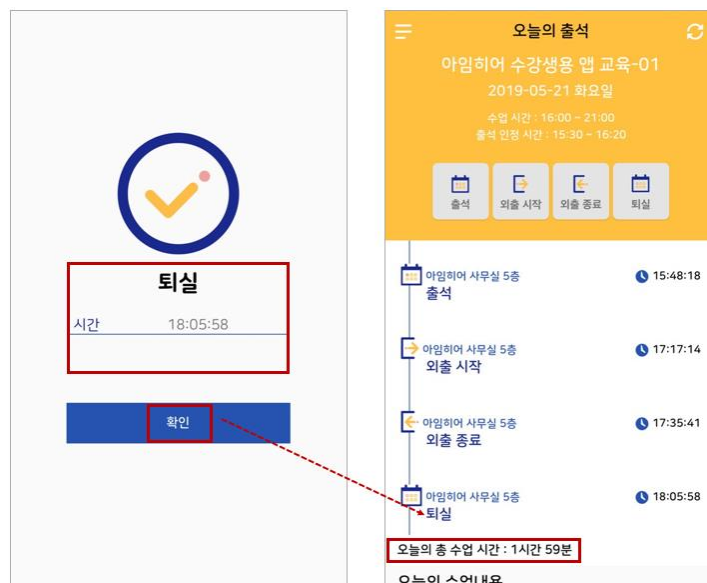 퇴실
시간 18:05:58
확인
오늘의 출석
아임히어 수강생용 앱 교육-01
2019-05-21 화요일
수업 시간 : 16:00 ~ 21:00
출석 인정 시간 : 15:30 ~ 16:20
출석 외출 시작 외출 종료 퇴실
아임히어 사무실 5층 15:48:18
출석
아임히어 사무실 5층 17:17:14
외출 시작
아임히어 사무실 5층 17:35:41
외출 종료
아임히어 사무실 5층 18:05:58
퇴실
오늘의 총 수업 시간 : 1시간 59분
오늘의 수업내용